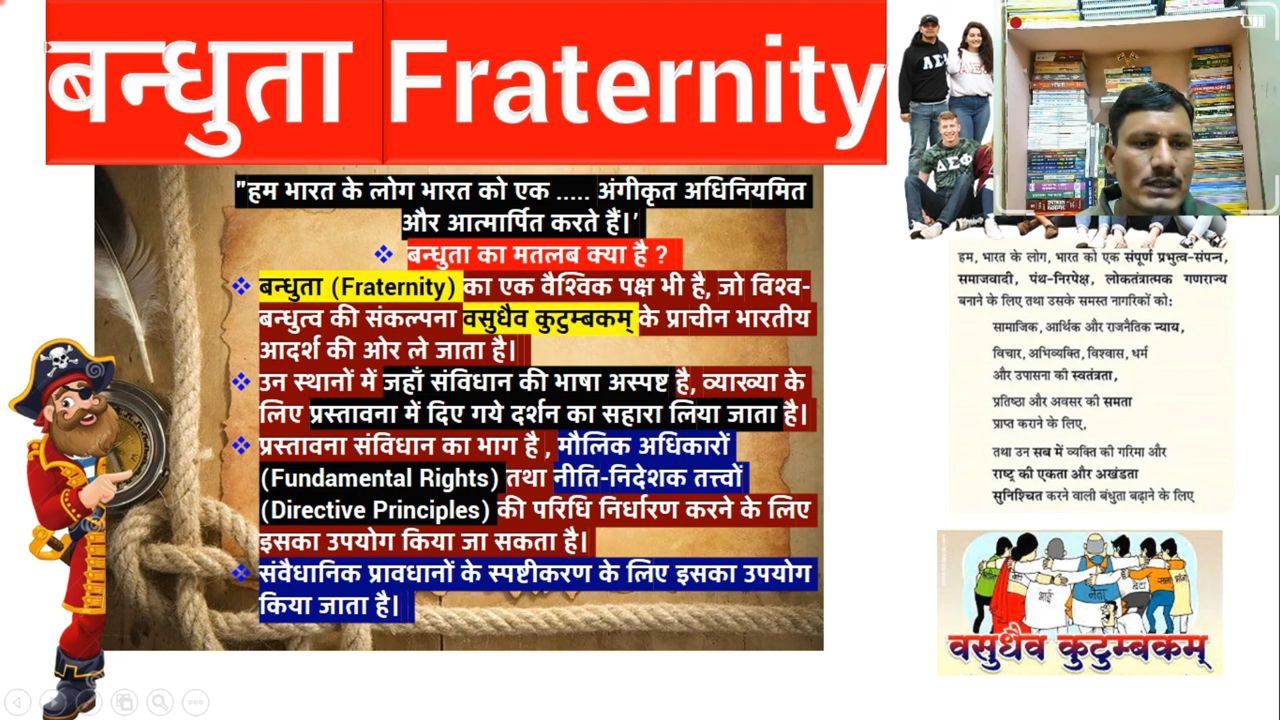 बन्धुता Fraternity
"हम भारत के लोग भारत को एक ..... अंगीकृत अधिनियमित
और आत्मार्पित करते हैं।'
बन्धुता का मतलब क्या है ?
बन्धुता (Fraternity) का एक वैश्विक पक्ष भी है, जो विश्व-
बन्धुत्व की संकल्पना वसुधैव कुटुम्बकम् के प्राचीन भारतीय
आदर्श की ओर ले जाता है।
उन स्थानों में जहाँ संविधान की भाषा अस्पष्ट है, व्याख्या के
लिए प्रस्तावना में दिए गये दर्शन का सहारा लिया जाता है।
प्रस्तावना संविधान का भाग है , मौलिक अधिकारों
(Fundamental Rights) तथा नीति-निदेशक तत्त्वों
(Directive Principles) की परिधि निर्धारण करने के लिए
इसका उपयोग किया जा सकता है।
संवैधानिक प्रावधानों के स्पष्टीकरण के लिए इसका उपयोग
किया जाता है।
ΔΣΦ
हम, भारत के लोग, भारत को एक संपूर्ण प्रभुत्व-संपन्न,
समाजवादी, पंथ-निरपेक्ष, लोकतंत्रात्मक गणराज्य
बनाने के लिए तथा उसके समस्त नागरिकों को:
सामाजिक, आर्थिक और राजनैतिक न्याय,
विचार, अभिव्यक्ति, विश्वास, धर्म
और उपासना की स्वतंत्रता,
प्रतिष्ठा और अवसर की समता
प्राप्त कराने के लिए,
तथा उन सब में व्यक्ति की गरिमा और
राष्ट्र की एकता और अखंडता
सुनिश्चित करने वाली बंधुता बढ़ाने के लिए
भाई नेता बेटा
वसुधैव कुटुम्बकम्